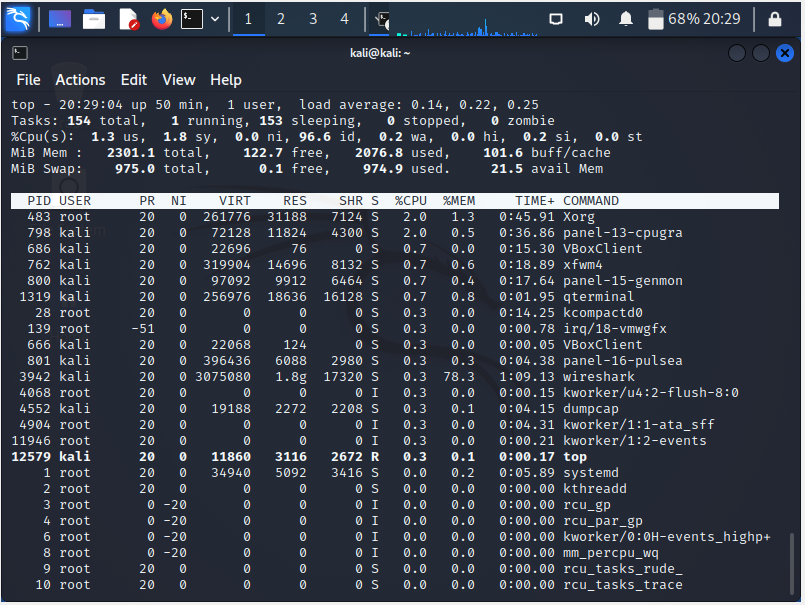 1 2 3 4 68% 20:29
kali@kali: ~
File Actions Edit View Help
top - 20:29:04 up 50 min,  1 user,  load average: 0.14, 0.22, 0.25
Tasks: 154 total,   1 running, 153 sleeping,   0 stopped,   0 zombie
%Cpu(s):  1.3 us,  1.8 sy,  0.0 ni, 96.6 id,  0.2 wa,  0.0 hi,  0.2 si,  0.0 st
MiB Mem :   2301.1 total,    122.7 free,   2076.8 used,    101.6 buff/cache
MiB Swap:    975.0 total,      0.1 free,    974.9 used.     21.5 avail Mem
PID USER      PR  NI    VIRT    RES    SHR S  %CPU  %MEM     TIME+ COMMAND
483 root      20   0  261776  31188   7124 S   2.0   1.3   0:45.91 Xorg
798 kali      20   0   72128  11824   4300 S   2.0   0.5   0:36.86 panel-13-cpugra
686 kali      20   0   22696     76      0 S   0.7   0.0   0:15.30 VBoxClient
762 kali      20   0  319904  14696   8132 S   0.7   0.6   0:18.89 xfwm4
800 kali      20   0   97092   9912   6464 S   0.7   0.4   0:17.64 panel-15-genmon
1319 kali      20   0  256976  18636  16128 S   0.7   0.8   0:01.95 qterminal
28 root      20   0       0      0      0 S   0.3   0.0   0:14.25 kcompactd0
139 root     -51   0       0      0      0 S   0.3   0.0   0:00.78 irq/18-vmwgfx
666 kali      20   0   22068    124      0 S   0.3   0.0   0:00.05 VBoxClient
801 kali      20   0  396436   6088   2980 S   0.3   0.3   0:04.38 panel-16-pulsea
3942 kali      20   0 3075080   1.8g  17320 S   0.3  78.3   1:09.13 wireshark
4068 root      20   0       0      0      0 I   0.3   0.0   0:00.15 kworker/u4:2-flush-8:0
4552 kali      20   0   19188   2272   2208 S   0.3   0.1   0:04.15 dumpcap
4904 root      20   0       0      0      0 I   0.3   0.0   0:04.31 kworker/1:1-ata_sff
11946 root      20   0       0      0      0 I   0.3   0.0   0:00.21 kworker/1:2-events
12579 kali      20   0   11860   3116   2672 R   0.3   0.1   0:00.17 top
1 root      20   0   34940   5092   3416 S   0.0   0.2   0:05.89 systemd
2 root      20   0       0      0      0 S   0.0   0.0   0:00.00 kthreadd
3 root       0 -20       0      0      0 I   0.0   0.0   0:00.00 rcu_gp
4 root       0 -20       0      0      0 I   0.0   0.0   0:00.00 rcu_par_gp
6 root       0 -20       0      0      0 I   0.0   0.0   0:00.00 kworker/0:0H-events_highp+
8 root       0 -20       0      0      0 I   0.0   0.0   0:00.00 mm_percpu_wq
9 root      20   0       0      0      0 S   0.0   0.0   0:00.00 rcu_tasks_rude_
10 root      20   0       0      0      0 S   0.0   0.0   0:00.00 rcu_tasks_trace